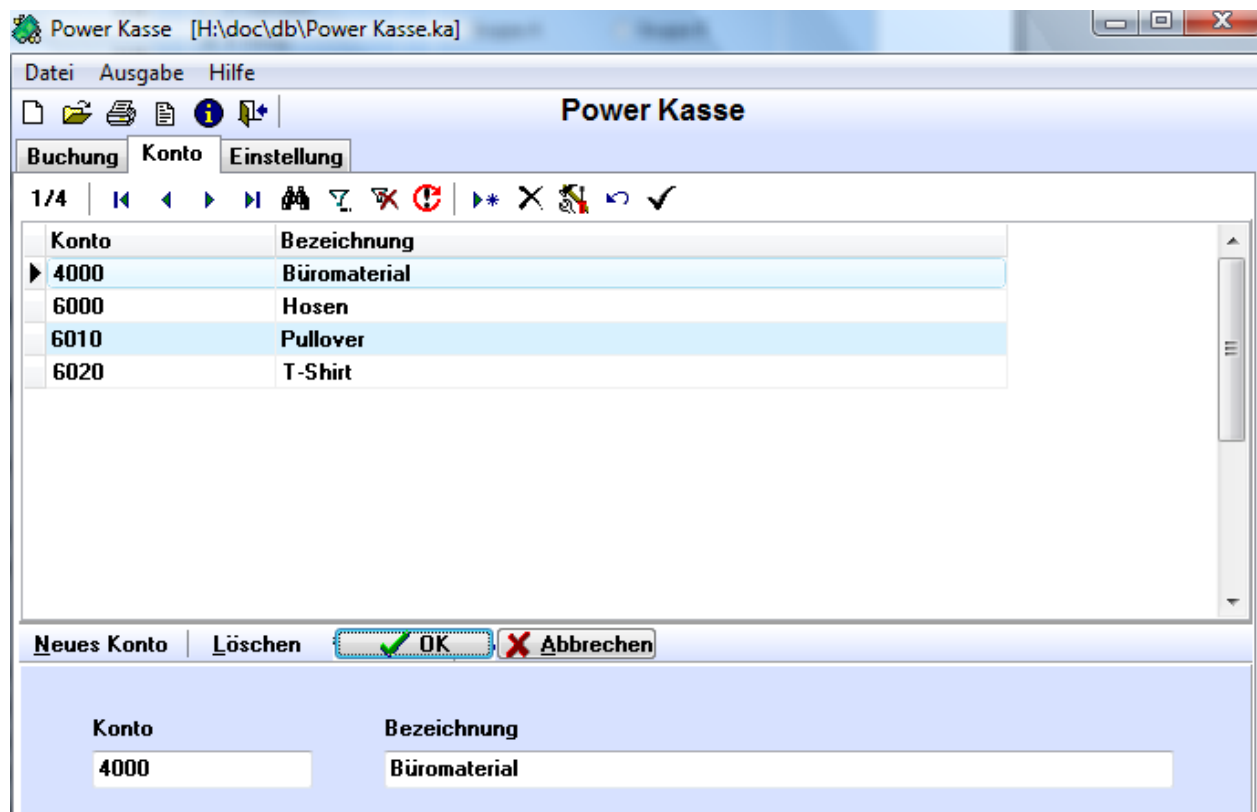 Power Kasse [H:\doc\db\Power Kasse.ka]
Datei Ausgabe Hilfe
Power Kasse
Buchung Konto Einstellung
1/4
Konto Bezeichnung
4000 Büromaterial
6000 Hosen
6010 Pullover
6020 T-Shirt
Neues Konto Löschen OK Abbrechen
Konto Bezeichnung
4000 Büromaterial